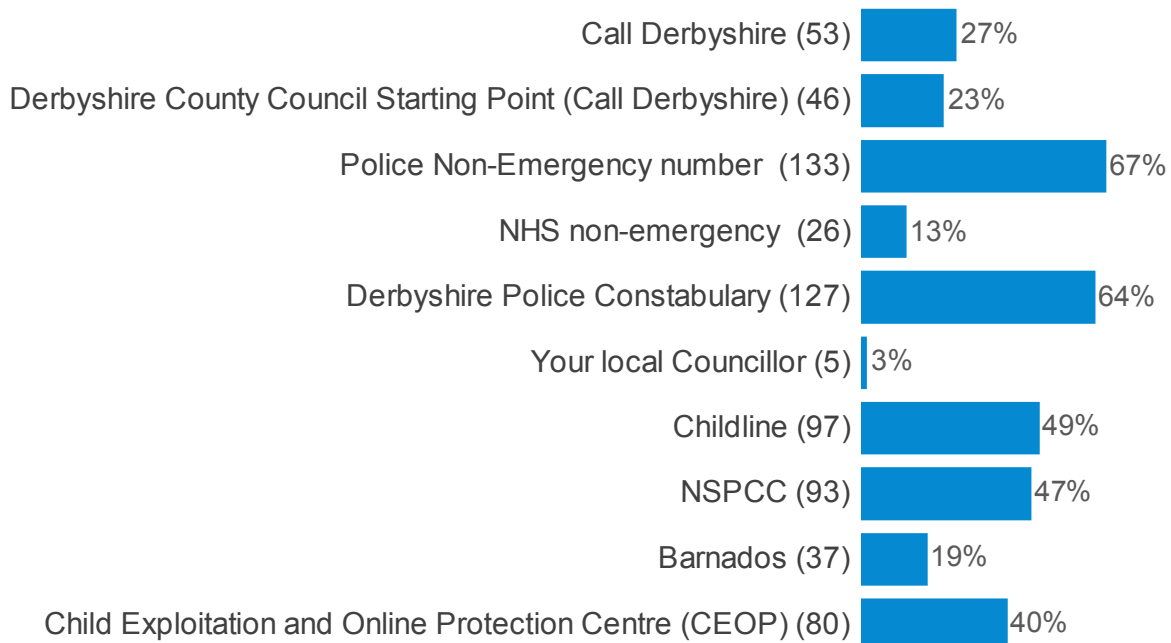 Call Derbyshire (53) 27%
Derbyshire County Council Starting Point (Call Derbyshire) (46) 23%
Police Non-Emergency number (133) 67%
NHS non-emergency (26) 13%
Derbyshire Police Constabulary (127) 64%
Your local Councillor (5) 3%
Childline (97) 49%
NSPCC (93) 47%
Barnados (37) 19%
Child Exploitation and Online Protection Centre (CEOP) (80) 40%